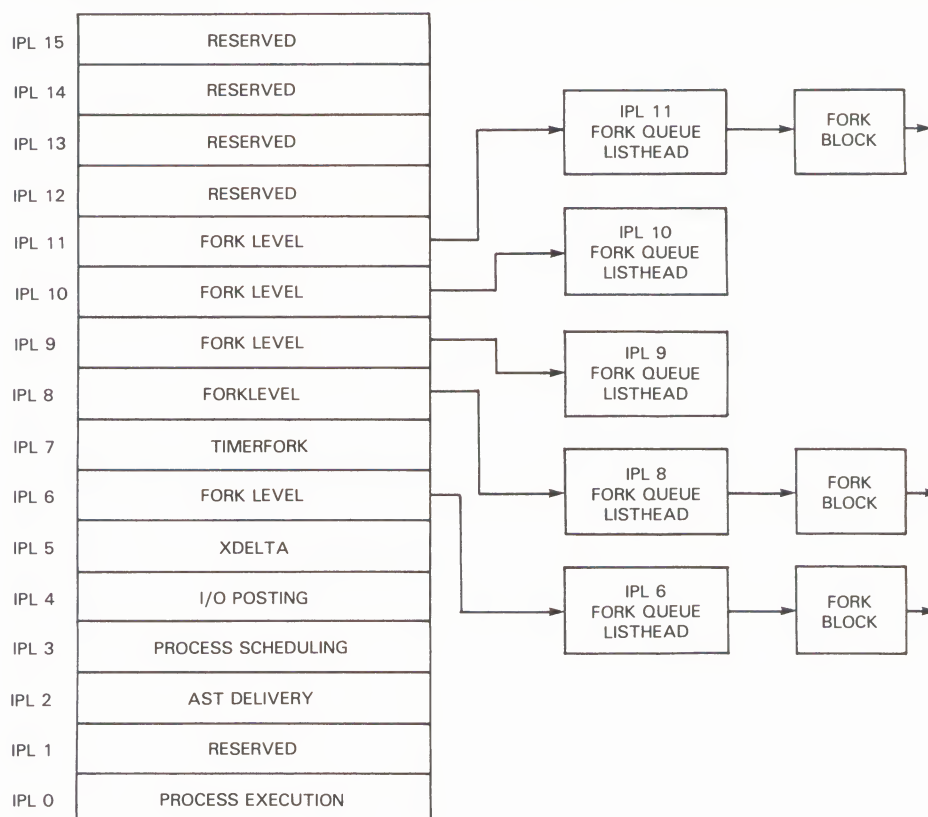 IPL 15 RESERVED
IPL 14 RESERVED
IPL 13 RESERVED
IPL 12 RESERVED
IPL 11 FORK LEVEL
IPL 10 FORK LEVEL
IPL 9 FORK LEVEL
IPL 8 FORKLEVEL
IPL 7 TIMERFORK
IPL 6 FORK LEVEL
IPL 5 XDELTA
IPL 4 I/O POSTING
IPL 3 PROCESS SCHEDULING
IPL 2 AST DELIVERY
IPL 1 RESERVED
IPL 0 PROCESS EXECUTION
IPL 11
FORK QUEUE
LISTHEAD
FORK
BLOCK
IPL 10
FORK QUEUE
LISTHEAD
IPL 9
FORK QUEUE
LISTHEAD
IPL 8
FORK QUEUE
LISTHEAD
FORK
BLOCK
IPL 6
FORK QUEUE
LISTHEAD
FORK
BLOCK